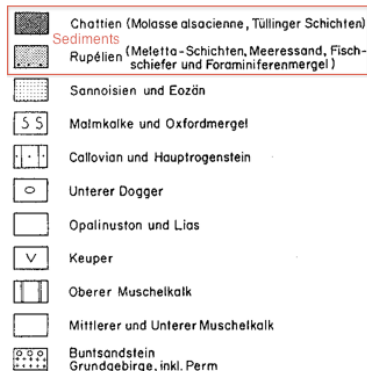 Chattien (Molasse alsacienne, Tüllinger Schichten)
Sediments
Rupélien (Meletta-Schichten, Meeressand, Fisch-
schiefer und Foraminiferenmergel)
Sannoisien und Eozän
Malmkalke und Oxfordmergel
Callovian und Hauptrogenstein
Unterer Dogger
Opalinuston und Lias
Keuper
Oberer Muschelkalk
Mittlerer und Unterer Muschelkalk
Buntsandstein
Grundgebirge, inkl. Perm